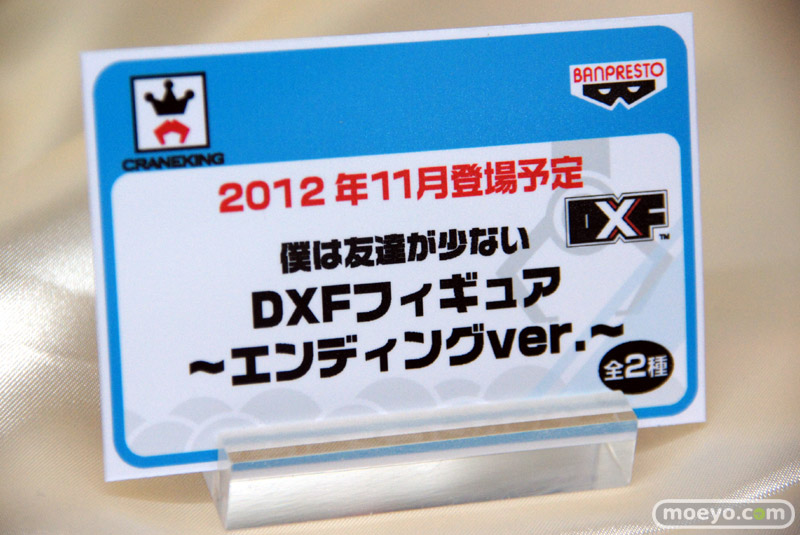 BANPRESTO
CRANEKING
2012年11月登場予定
DXF™
僕は友達が少ない
DXFフィギュア
～エンディングver.～
全2種
moeyo.com